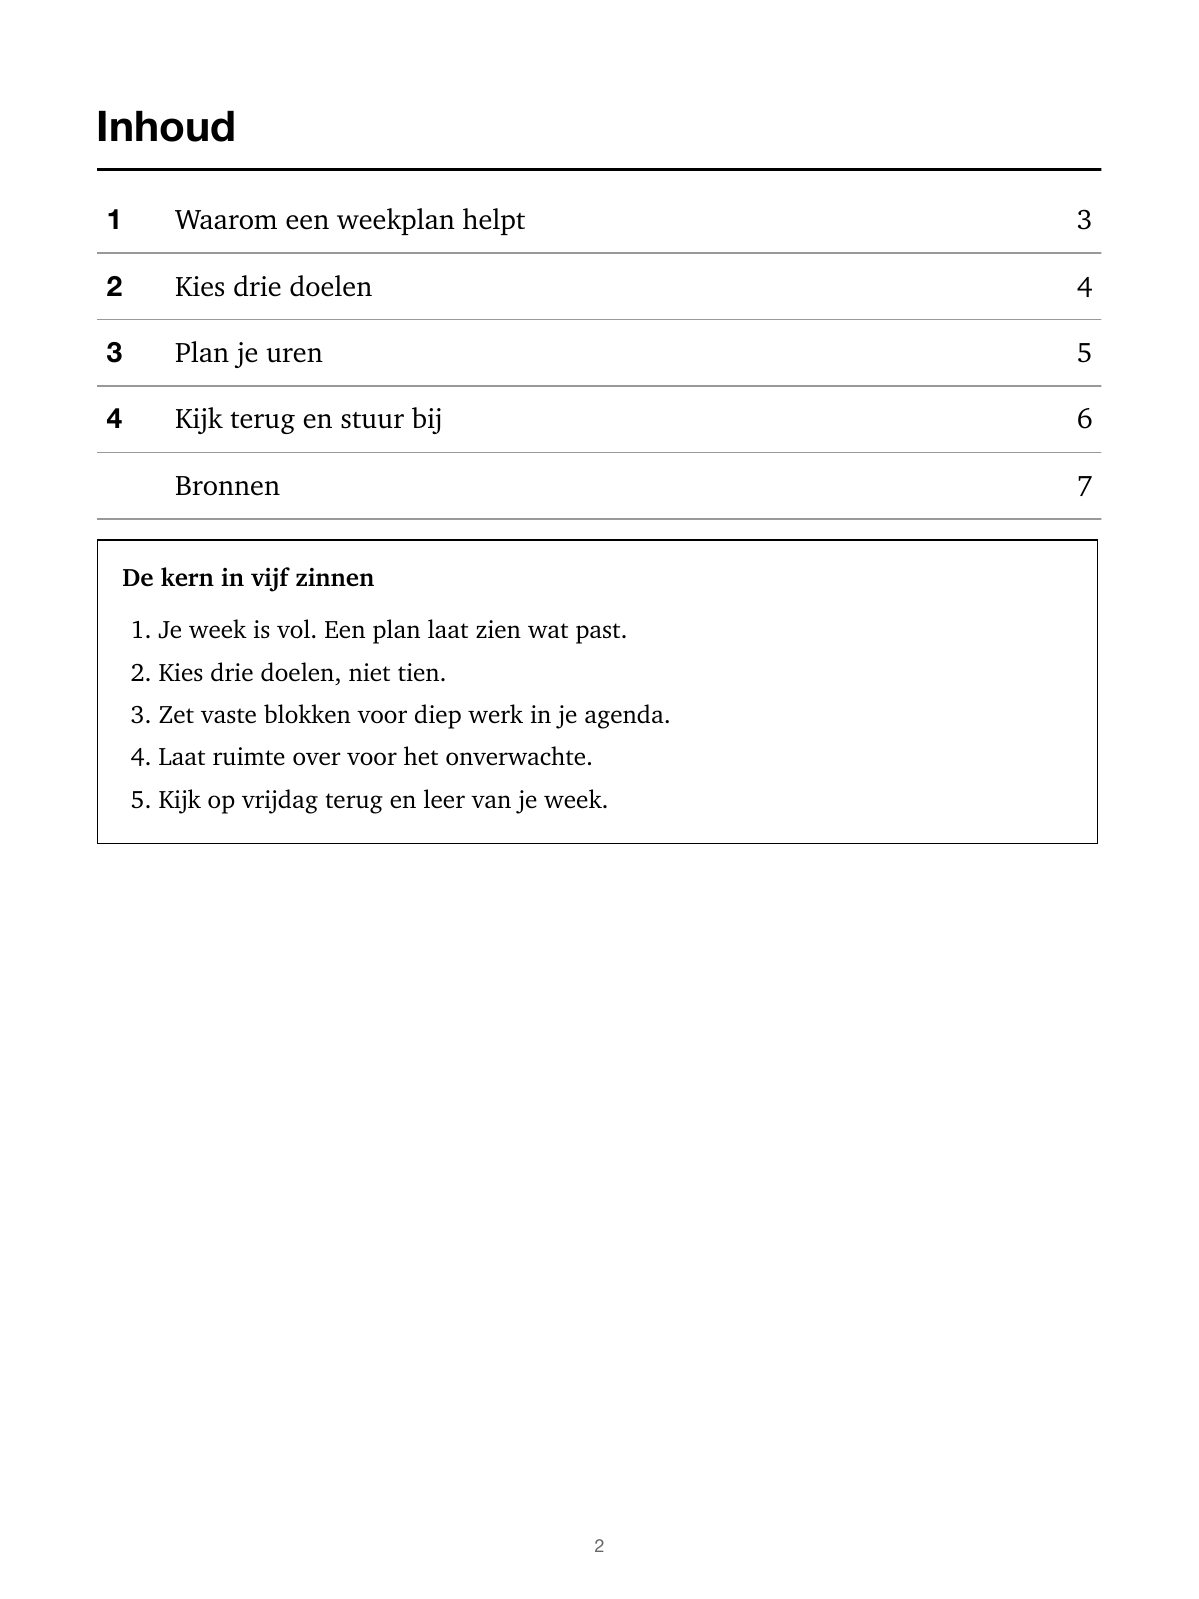 Inhoud
1 Waarom een weekplan helpt 3
2 Kies drie doelen 4
3 Plan je uren 5
4 Kijk terug en stuur bij 6
Bronnen 7
De kern in vijf zinnen
1. Je week is vol. Een plan laat zien wat past.
2. Kies drie doelen, niet tien.
3. Zet vaste blokken voor diep werk in je agenda.
4. Laat ruimte over voor het onverwachte.
5. Kijk op vrijdag terug en leer van je week.
2